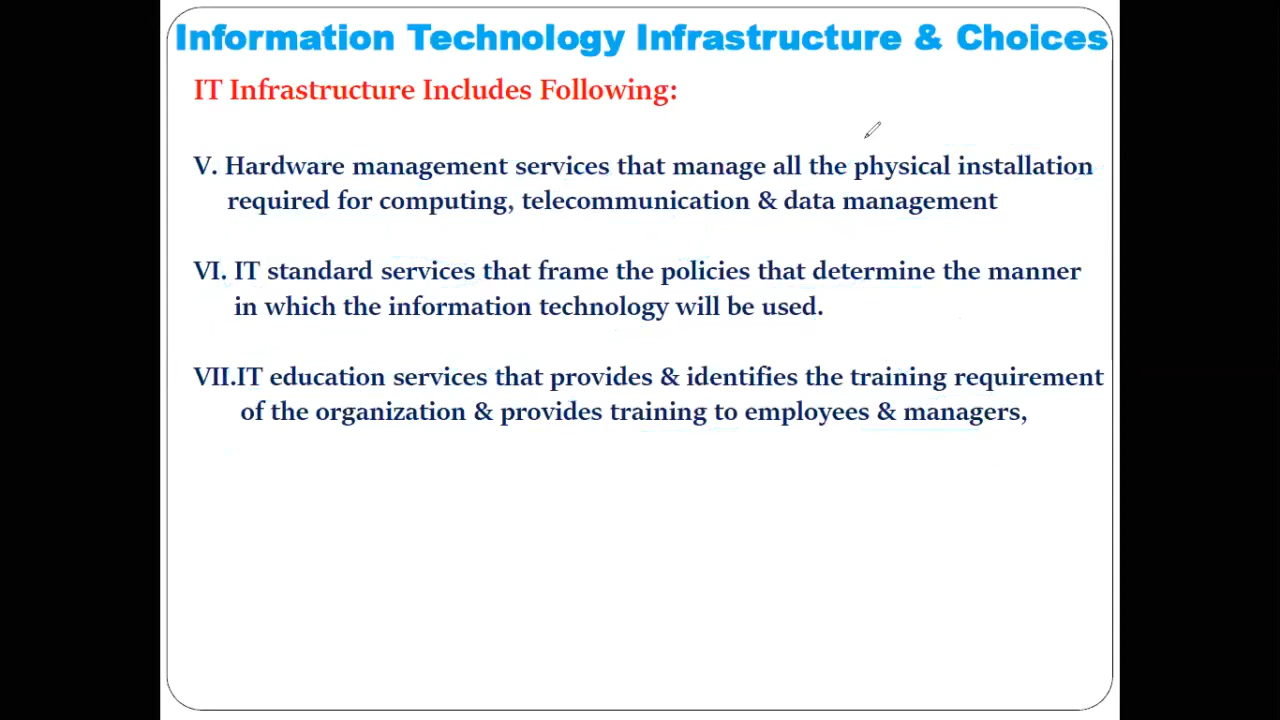 Information Technology Infrastructure & Choices
IT Infrastructure Includes Following:
V. Hardware management services that manage all the physical installation
required for computing, telecommunication & data management
VI. IT standard services that frame the policies that determine the manner
in which the information technology will be used.
VII.IT education services that provides & identifies the training requirement
of the organization & provides training to employees & managers,